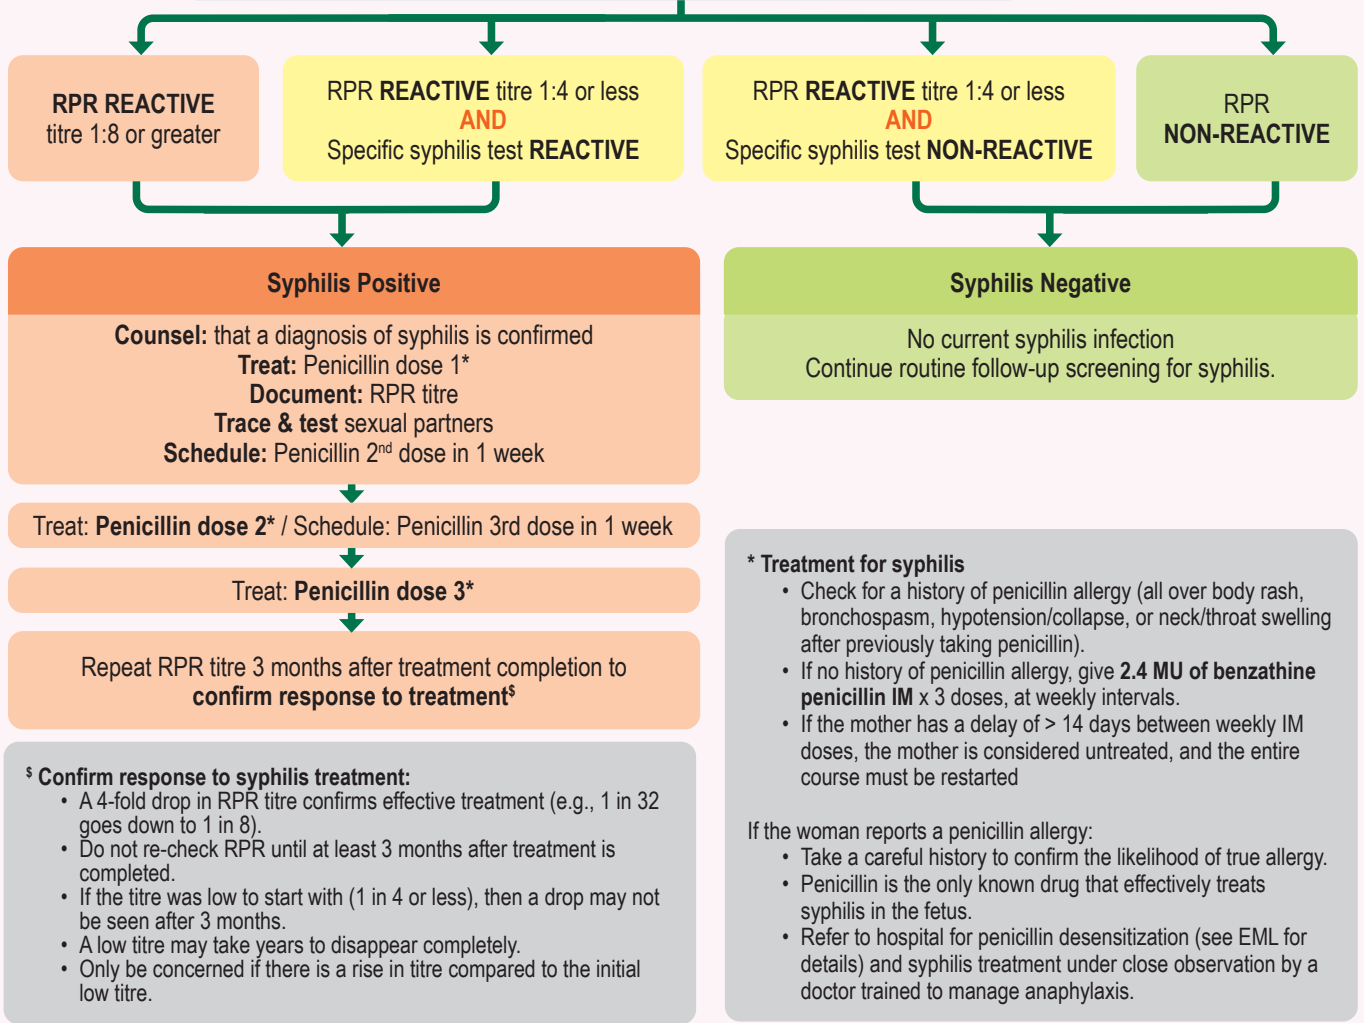 RPR REACTIVE
titre 1:8 or greater
RPR REACTIVE titre 1:4 or less
AND
Specific syphilis test REACTIVE
RPR REACTIVE titre 1:4 or less
AND
Specific syphilis test NON-REACTIVE
RPR
NON-REACTIVE
Syphilis Positive
Counsel: that a diagnosis of syphilis is confirmed
Treat: Penicillin dose 1*
Document: RPR titre
Trace & test sexual partners
Schedule: Penicillin 2nd dose in 1 week
Syphilis Negative
No current syphilis infection
Continue routine follow-up screening for syphilis.
Treat: Penicillin dose 2* / Schedule: Penicillin 3rd dose in 1 week
Treat: Penicillin dose 3*
Repeat RPR titre 3 months after treatment completion to
confirm response to treatment$
$ Confirm response to syphilis treatment:
• A 4-fold drop in RPR titre confirms effective treatment (e.g., 1 in 32
goes down to 1 in 8).
• Do not re-check RPR until at least 3 months after treatment is
completed.
• If the titre was low to start with (1 in 4 or less), then a drop may not
be seen after 3 months.
• A low titre may take years to disappear completely.
• Only be concerned if there is a rise in titre compared to the initial
low titre.
* Treatment for syphilis
• Check for a history of penicillin allergy (all over body rash,
bronchospasm, hypotension/collapse, or neck/throat swelling
after previously taking penicillin).
• If no history of penicillin allergy, give 2.4 MU of benzathine
penicillin IM x 3 doses, at weekly intervals.
• If the mother has a delay of > 14 days between weekly IM
doses, the mother is considered untreated, and the entire
course must be restarted
If the woman reports a penicillin allergy:
• Take a careful history to confirm the likelihood of true allergy.
• Penicillin is the only known drug that effectively treats
syphilis in the fetus.
• Refer to hospital for penicillin desensitization (see EML for
details) and syphilis treatment under close observation by a
doctor trained to manage anaphylaxis.